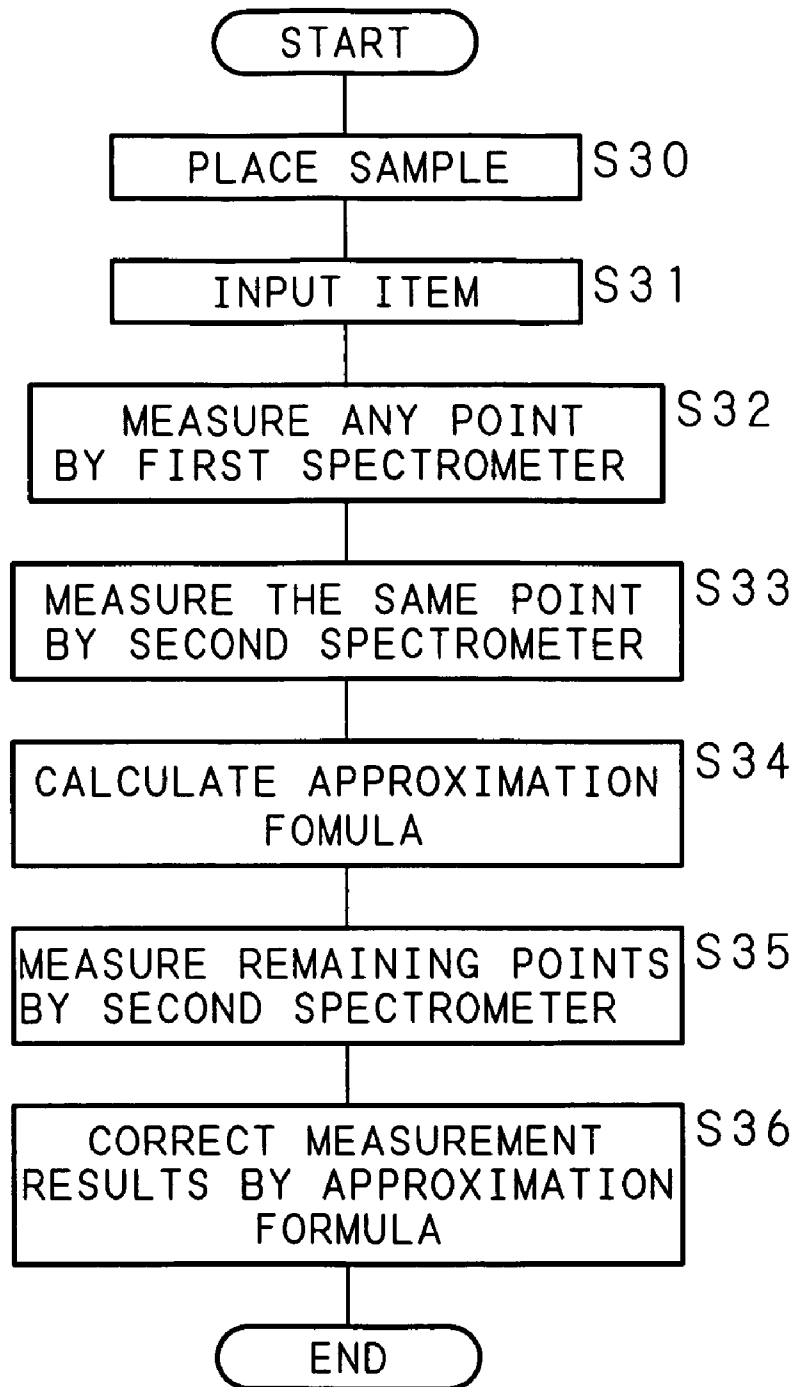 START
PLACE SAMPLE
S30
INPUT ITEM
S31
MEASURE ANY POINT
BY FIRST SPECTROMETER
S32
MEASURE THE SAME POINT
BY SECOND SPECTROMETER
S33
CALCULATE APPROXIMATION
FOMULA
S34
MEASURE REMAINING POINTS
BY SECOND SPECTROMETER
S35
CORRECT MEASUREMENT
RESULTS BY APPROXIMATION
FORMULA
S36
END